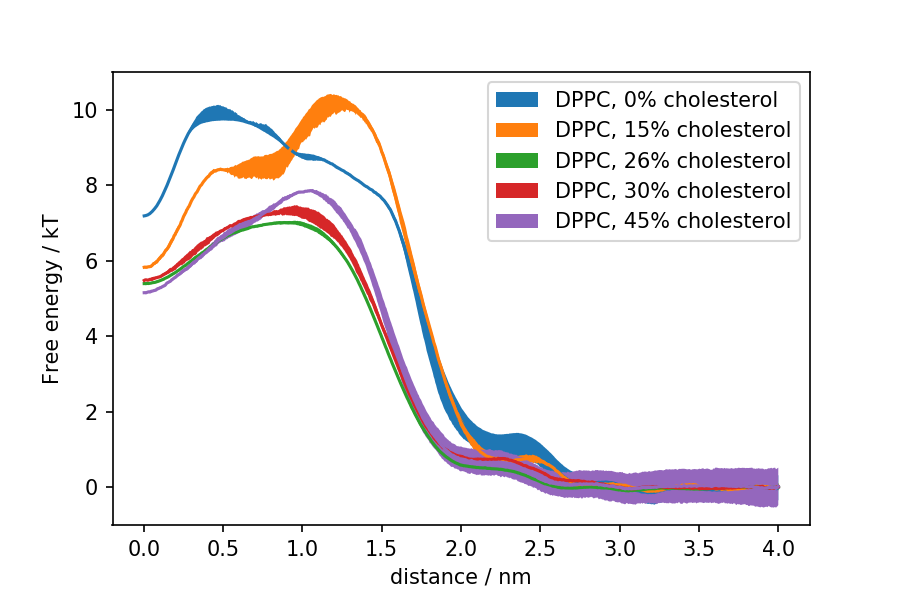 DPPC, 0% cholesterol
DPPC, 15% cholesterol
DPPC, 26% cholesterol
DPPC, 30% cholesterol
DPPC, 45% cholesterol
Free energy / kT
10
8
6
4
2
0
0.0 0.5 1.0 1.5 2.0 2.5 3.0 3.5 4.0
distance / nm